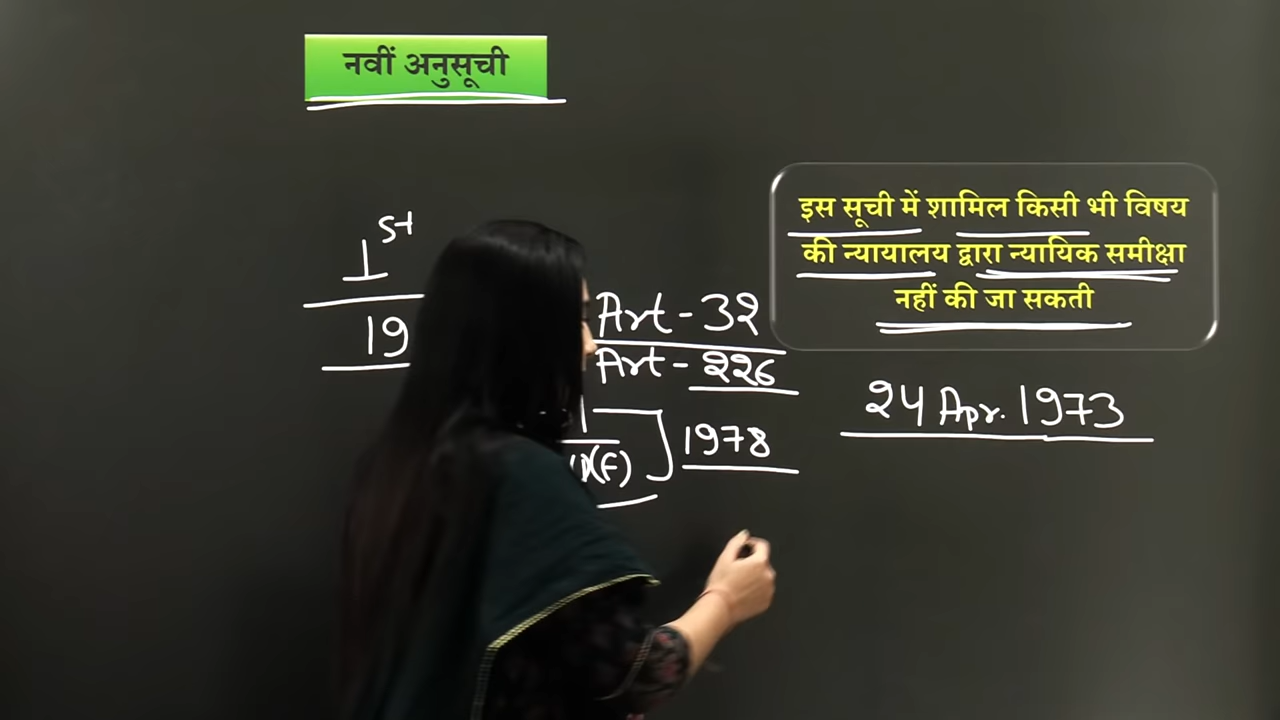 नवीं अनुसूची
इस सूची में शामिल किसी भी विषय
की न्यायालय द्वारा न्यायिक समीक्षा
नहीं की जा सकती
1st
19
Art - 32
Art - 226
1978
(F)
24 Apr. 1973